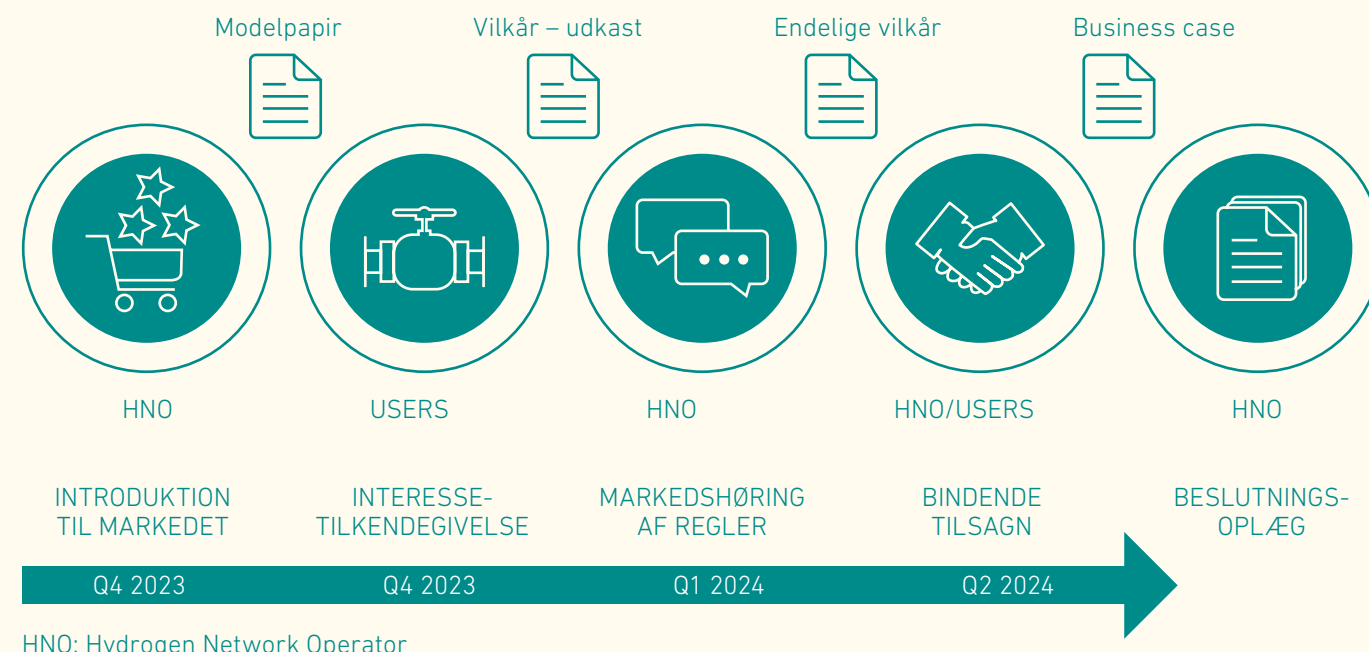 Modelpapir
Vilkår – udkast
Endelige vilkår
Business case
HNO
USERS
HNO
HNO/USERS
HNO
INTRODUKTION
TIL MARKEDET
INTERESSE-
TILKENDEGIVELSE
MARKEDSHØRING
AF REGLER
BINDENDE
TILSAGN
BESLUTNINGS-
OPLÆG
Q4 2023
Q4 2023
Q1 2024
Q2 2024
HNO: Hydrogen Network Operator